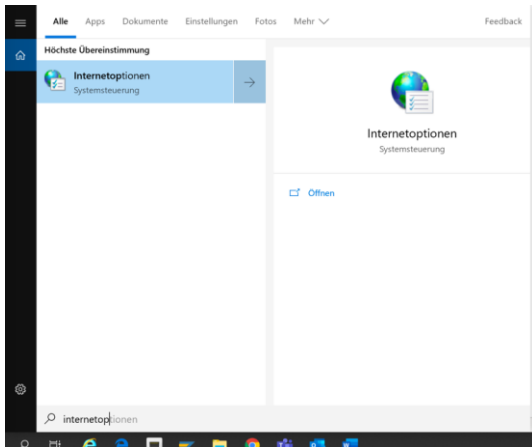 Alle Apps Dokumente Einstellungen Fotos Mehr Feedback
Höchste Übereinstimmung
Internetoptionen
Systemsteuerung
Internetoptionen
Systemsteuerung
Öffnen
internetoptionen